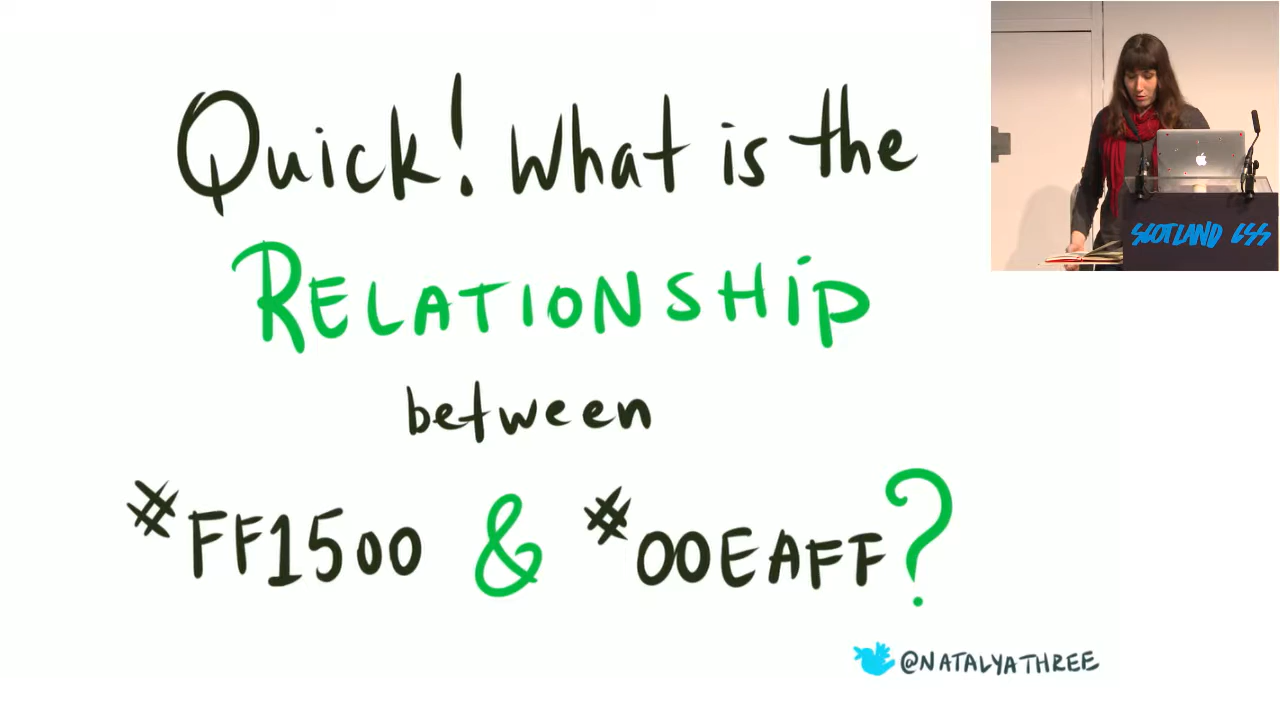 Quick! What is the
RELATIONSHIP
between
#FF1500 & #00EAFF?
@NATALYATHREE
SCOTLAND CSS